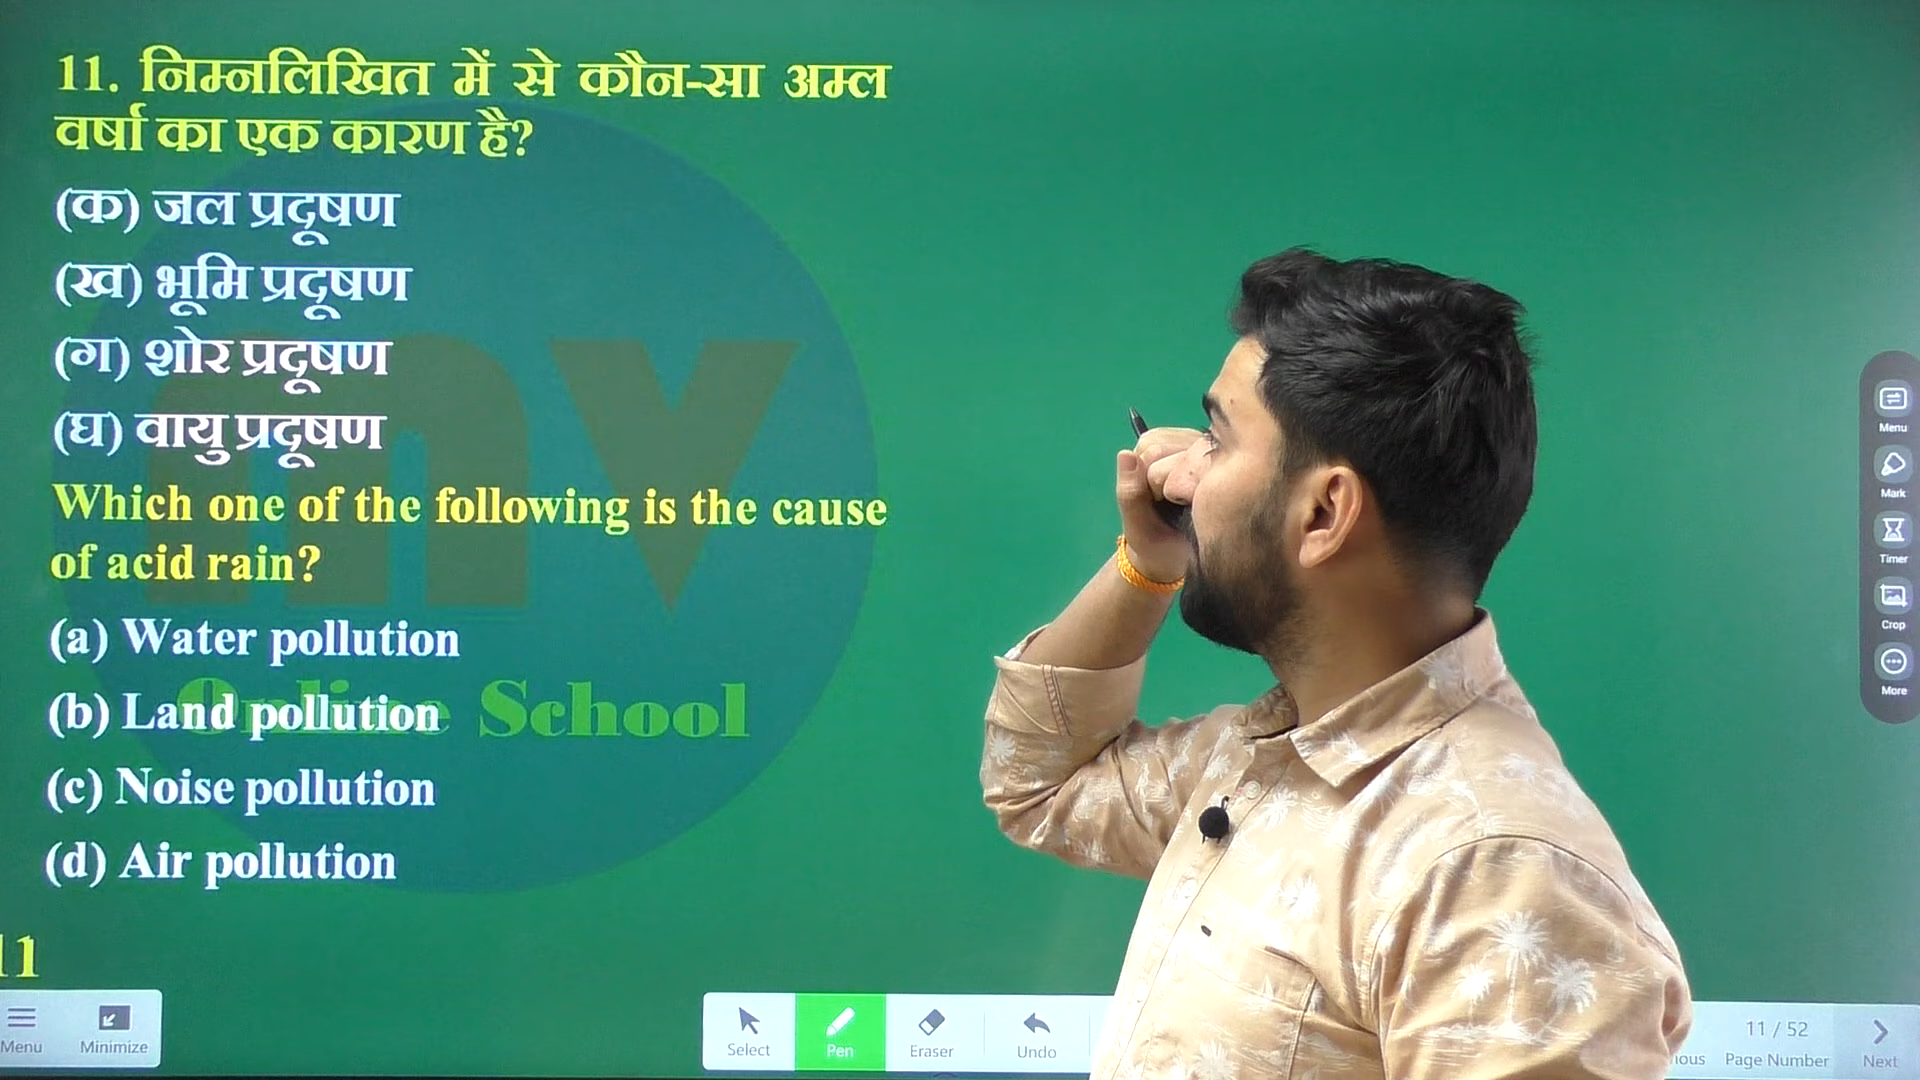 11. निम्नलिखित में से कौन-सा अम्ल
वर्षा का एक कारण है?
(क) जल प्रदूषण
(ख) भूमि प्रदूषण
(ग) शोर प्रदूषण
(घ) वायु प्रदूषण
Which one of the following is the cause
of acid rain?
(a) Water pollution
(b) Land pollution
(c) Noise pollution
(d) Air pollution
mv
Online School
11
Menu
Minimize
Select
Pen
Eraser
Undo
11 / 52
Page Number
Next
Menu
Mark
Timer
Crop
More